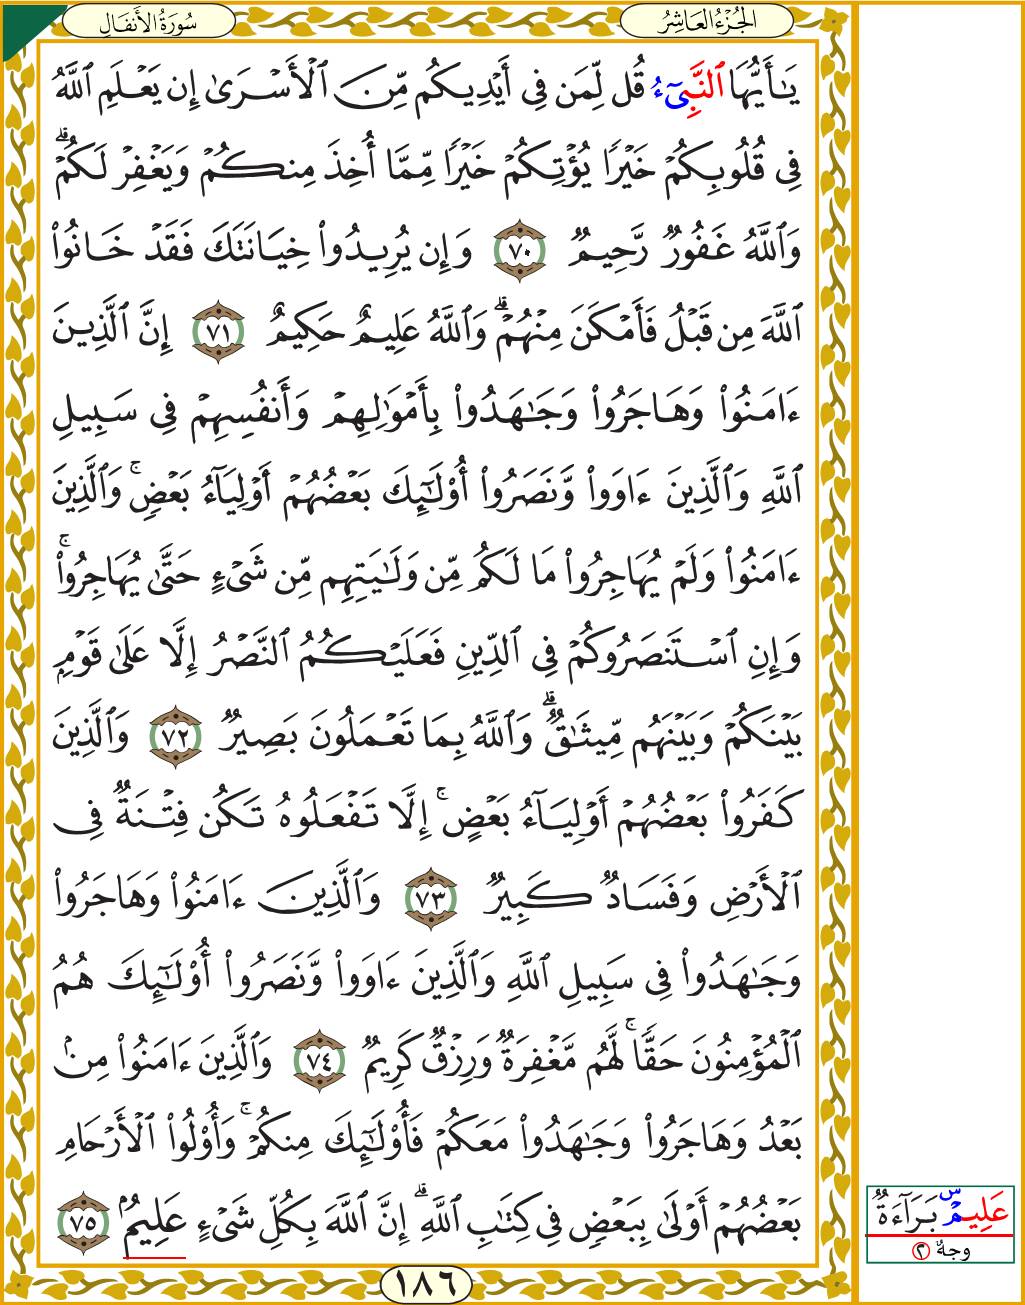 الجُزْءُ العَاشِرُ
سُورَةُ الأَنفَالِ
يَـٰٓأَيُّهَا ٱلنَّبِيٓءُ قُل لِّمَن فِىٓ أَيْدِيكُم مِّنَ ٱلْأَسْرَىٰٓ إِن يَعْلَمِ ٱللَّهُ
فِى قُلُوبِكُمْ خَيْرًا يُؤْتِكُمْ خَيْرًا مِّمَّآ أُخِذَ مِنكُمْ وَيَغْفِرْ لَكُمْ ۗ
وَٱللَّهُ غَفُورٌ رَّحِيمٌ ٧٠ وَإِن يُرِيدُوا۟ خِيَانَتَكَ فَقَدْ خَانُوا۟
ٱللَّهَ مِن قَبْلُ فَأَمْكَنَ مِنْهُمْ ۗ وَٱللَّهُ عَلِيمٌ حَكِيمٌ ٧١ إِنَّ ٱلَّذِينَ
ءَامَنُوا۟ وَهَاجَرُوا۟ وَجَـٰهَدُوا۟ بِأَمْوَٰلِهِمْ وَأَنفُسِهِمْ فِى سَبِيلِ
ٱللَّهِ وَٱلَّذِينَ ءَاوَوا۟ وَّنَصَرُوٓا۟ أُو۟لَـٰٓئِكَ بَعْضُهُمْ أَوْلِيَآءُ بَعْضٍ ۚ وَٱلَّذِينَ
ءَامَنُوا۟ وَلَمْ يُهَاجِرُوا۟ مَا لَكُم مِّن وَلَـٰيَتِهِم مِّن شَىْءٍ حَتَّىٰ يُهَاجِرُوا۟ ۚ
وَإِنِ ٱسْتَنصَرُوكُمْ فِى ٱلدِّينِ فَعَلَيْكُمُ ٱلنَّصْرُ إِلَّا عَلَىٰ قَوْمٍ
بَيْنَكُمْ وَبَيْنَهُم مِّيثَـٰقٌ ۗ وَٱللَّهُ بِمَا تَعْمَلُونَ بَصِيرٌ ٧٢ وَٱلَّذِينَ
كَفَرُوا۟ بَعْضُهُمْ أَوْلِيَآءُ بَعْضٍ ۚ إِلَّا تَفْعَلُوهُ تَكُن فِتْنَةٌ فِى
ٱلْأَرْضِ وَفَسَادٌ كَبِيرٌ ٧٣ وَٱلَّذِينَ ءَامَنُوا۟ وَهَاجَرُوا۟
وَجَـٰهَدُوا۟ فِى سَبِيلِ ٱللَّهِ وَٱلَّذِينَ ءَاوَوا۟ وَّنَصَرُوٓا۟ أُو۟لَـٰٓئِكَ هُمُ
ٱلْمُؤْمِنُونَ حَقًّا ۚ لَّهُم مَّغْفِرَةٌ وَرِزْقٌ كَرِيمٌ ٧٤ وَٱلَّذِينَ ءَامَنُوا۟ مِنۢ
بَعْدُ وَهَاجَرُوا۟ وَجَـٰهَدُوا۟ مَعَكُمْ فَأُو۟لَـٰٓئِكَ مِنكُمْ ۚ وَأُو۟لُوا۟ ٱلْأَرْحَامِ
بَعْضُهُمْ أَوْلَىٰ بِبَعْضٍ فِى كِتَـٰبِ ٱللَّهِ ۗ إِنَّ ٱللَّهَ بِكُلِّ شَىْءٍ عَلِيمٌۢ ٧٥
عَلِيمٌۜ بَرَآءَةٌ
وجهٌ ٢
١٨٦